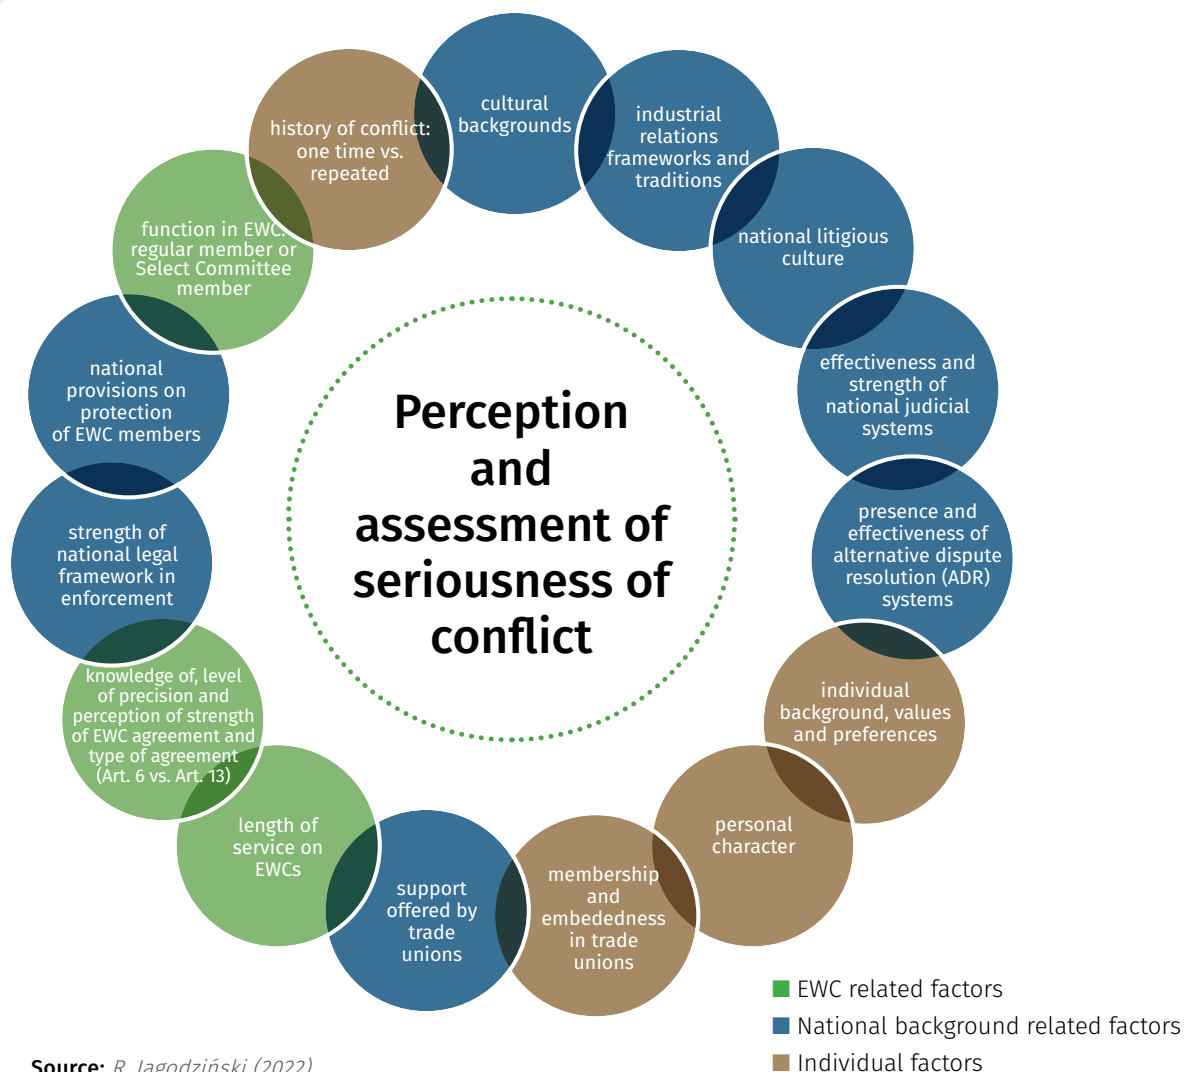 cultural
backgrounds
industrial
relations
frameworks and
traditions
national litigious
culture
effectiveness and
strength of
national judicial
systems
presence and
effectiveness of
alternative dispute
resolution (ADR)
systems
individual
background, values
and preferences
personal
character
membership
and
embededness
in trade
unions
support
offered by
trade
unions
length of
service on
EWCs
knowledge of, level
of precision and
perception of strength
of EWC agreement and
type of agreement
(Art. 6 vs. Art. 13)
strength of
national legal
framework in
enforcement
national
provisions on
protection
of EWC members
function in EWC:
regular member or
Select Committee
member
history of conflict:
one time vs.
repeated
Perception
and
assessment of
seriousness of
conflict
EWC related factors
National background related factors
Individual factors
Source: R. Jagodziński (2022)